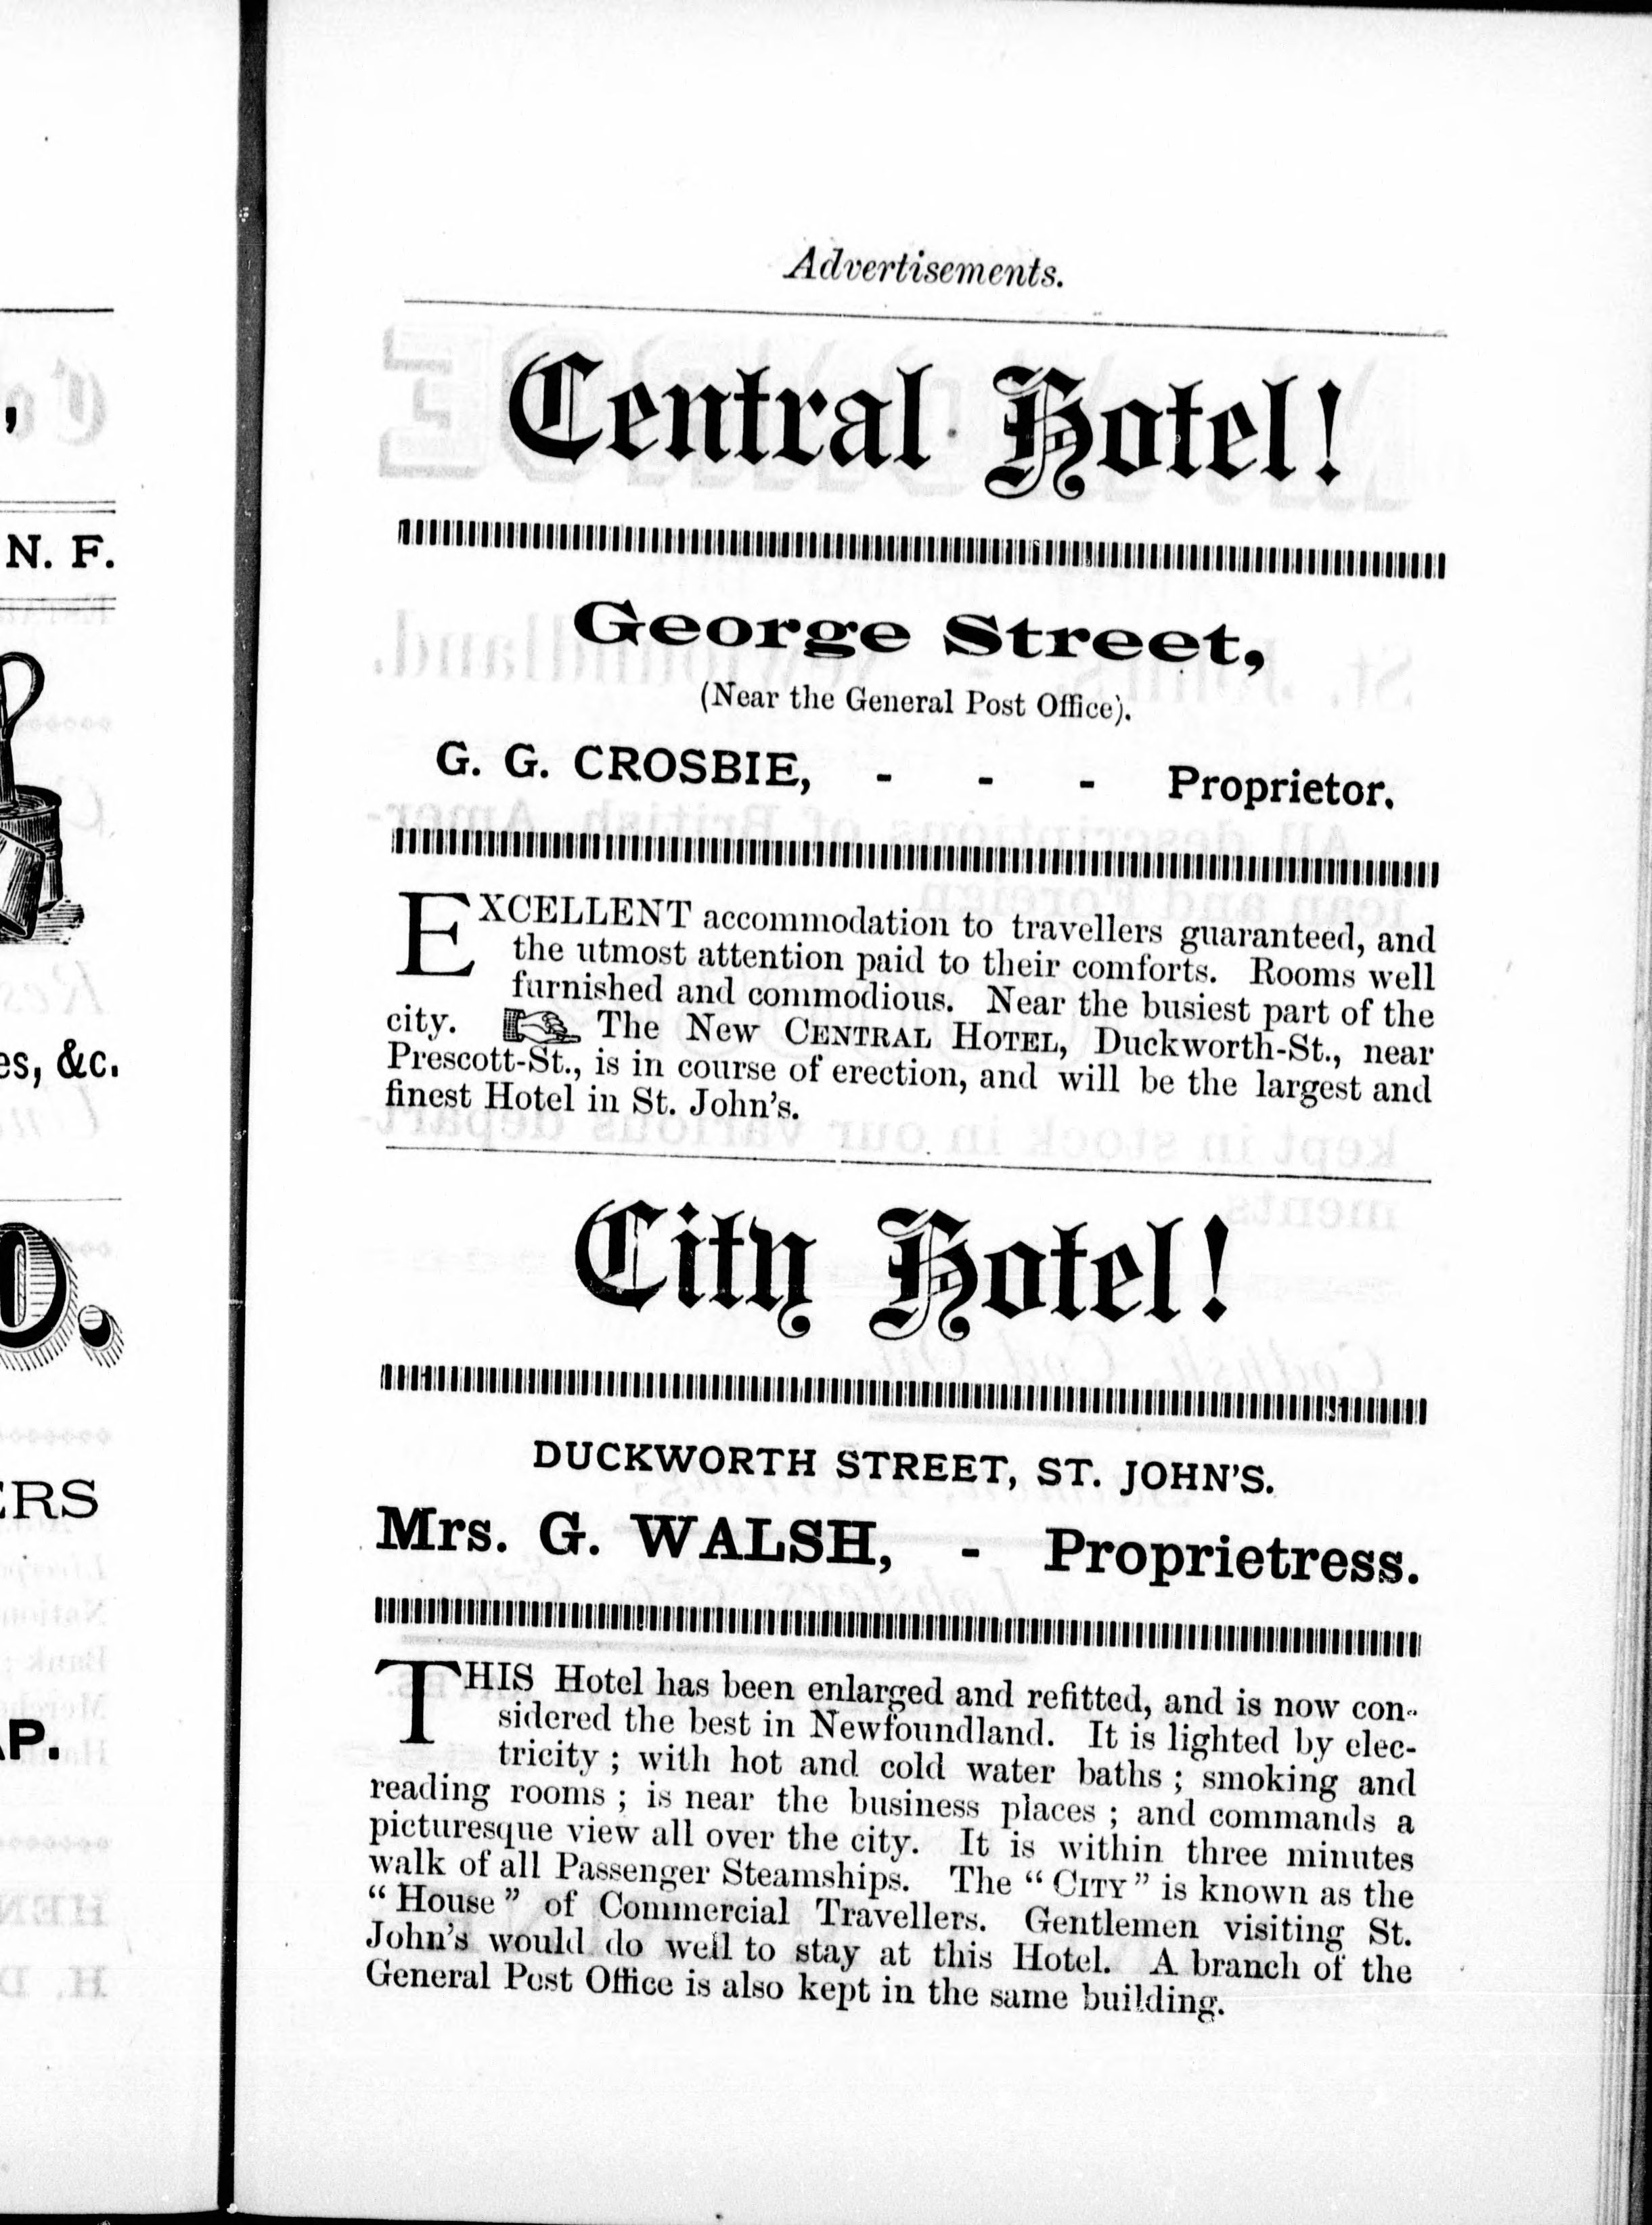 Advertisements.
Central Hotel!
George Street,
(Near the General Post Office).
G. G. CROSBIE, - - - Proprietor.
EXCELLENT accommodation to travellers guaranteed, and
the utmost attention paid to their comforts. Rooms well
furnished and commodious. Near the busiest part of the
city. The New CENTRAL HOTEL, Duckworth-St., near
Prescott-St., is in course of erection, and will be the largest and
finest Hotel in St. John's.
City Hotel!
DUCKWORTH STREET, ST. JOHN'S.
Mrs. G. WALSH, - Proprietress.
THIS Hotel has been enlarged and refitted, and is now con-
sidered the best in Newfoundland. It is lighted by elec-
tricity ; with hot and cold water baths ; smoking and
reading rooms ; is near the business places ; and commands a
picturesque view all over the city. It is within three minutes
walk of all Passenger Steamships. The “ CITY ” is known as the
“ House ” of Commercial Travellers. Gentlemen visiting St.
John's would do well to stay at this Hotel. A branch of the
General Post Office is also kept in the same building.
N. F.
&c.